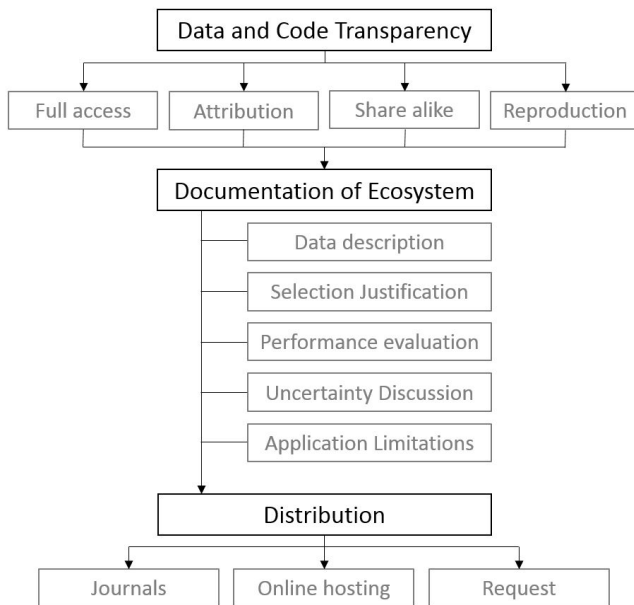 Data and Code Transparency
Full access
Attribution
Share alike
Reproduction
Documentation of Ecosystem
Data description
Selection Justification
Performance evaluation
Uncertainty Discussion
Application Limitations
Distribution
Journals
Online hosting
Request